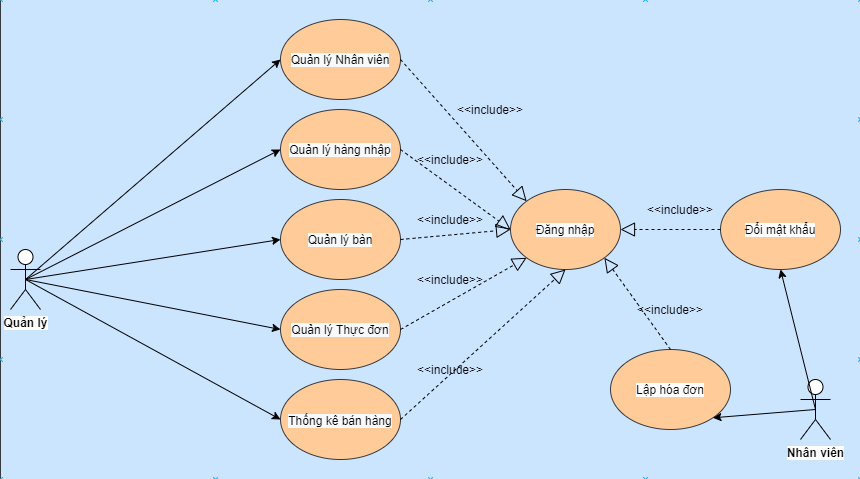 Quản lý Nhân viên
<<include>>
Quản lý hàng nhập
<<include>>
Quản lý bàn
<<include>>
Đăng nhập
<<include>>
Đổi mật khẩu
Quản lý
Quản lý Thực đơn
<<include>>
<<include>>
Thống kê bán hàng
<<include>>
Lập hóa đơn
Nhân viên